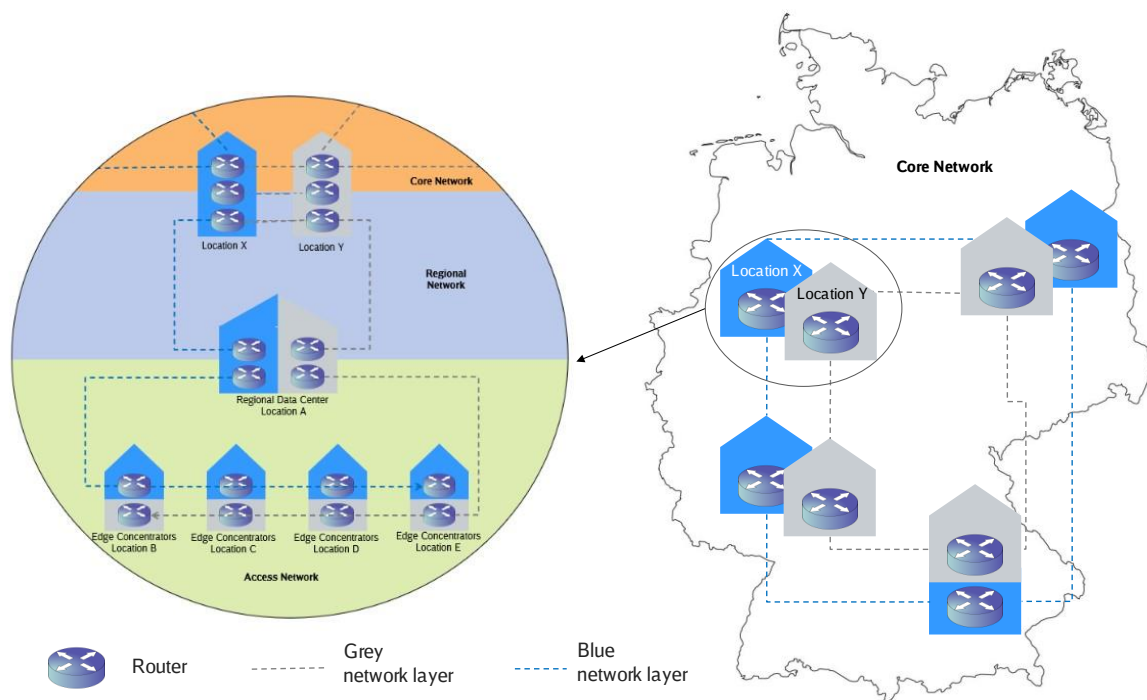 Core Network
Location X
Location Y
Regional
Network
Regional Data Center
Location A
Edge Concentrators
Location B
Edge Concentrators
Location C
Edge Concentrators
Location D
Edge Concentrators
Location E
Access Network
Core Network
Location X
Location Y
Router
Grey
network layer
Blue
network layer